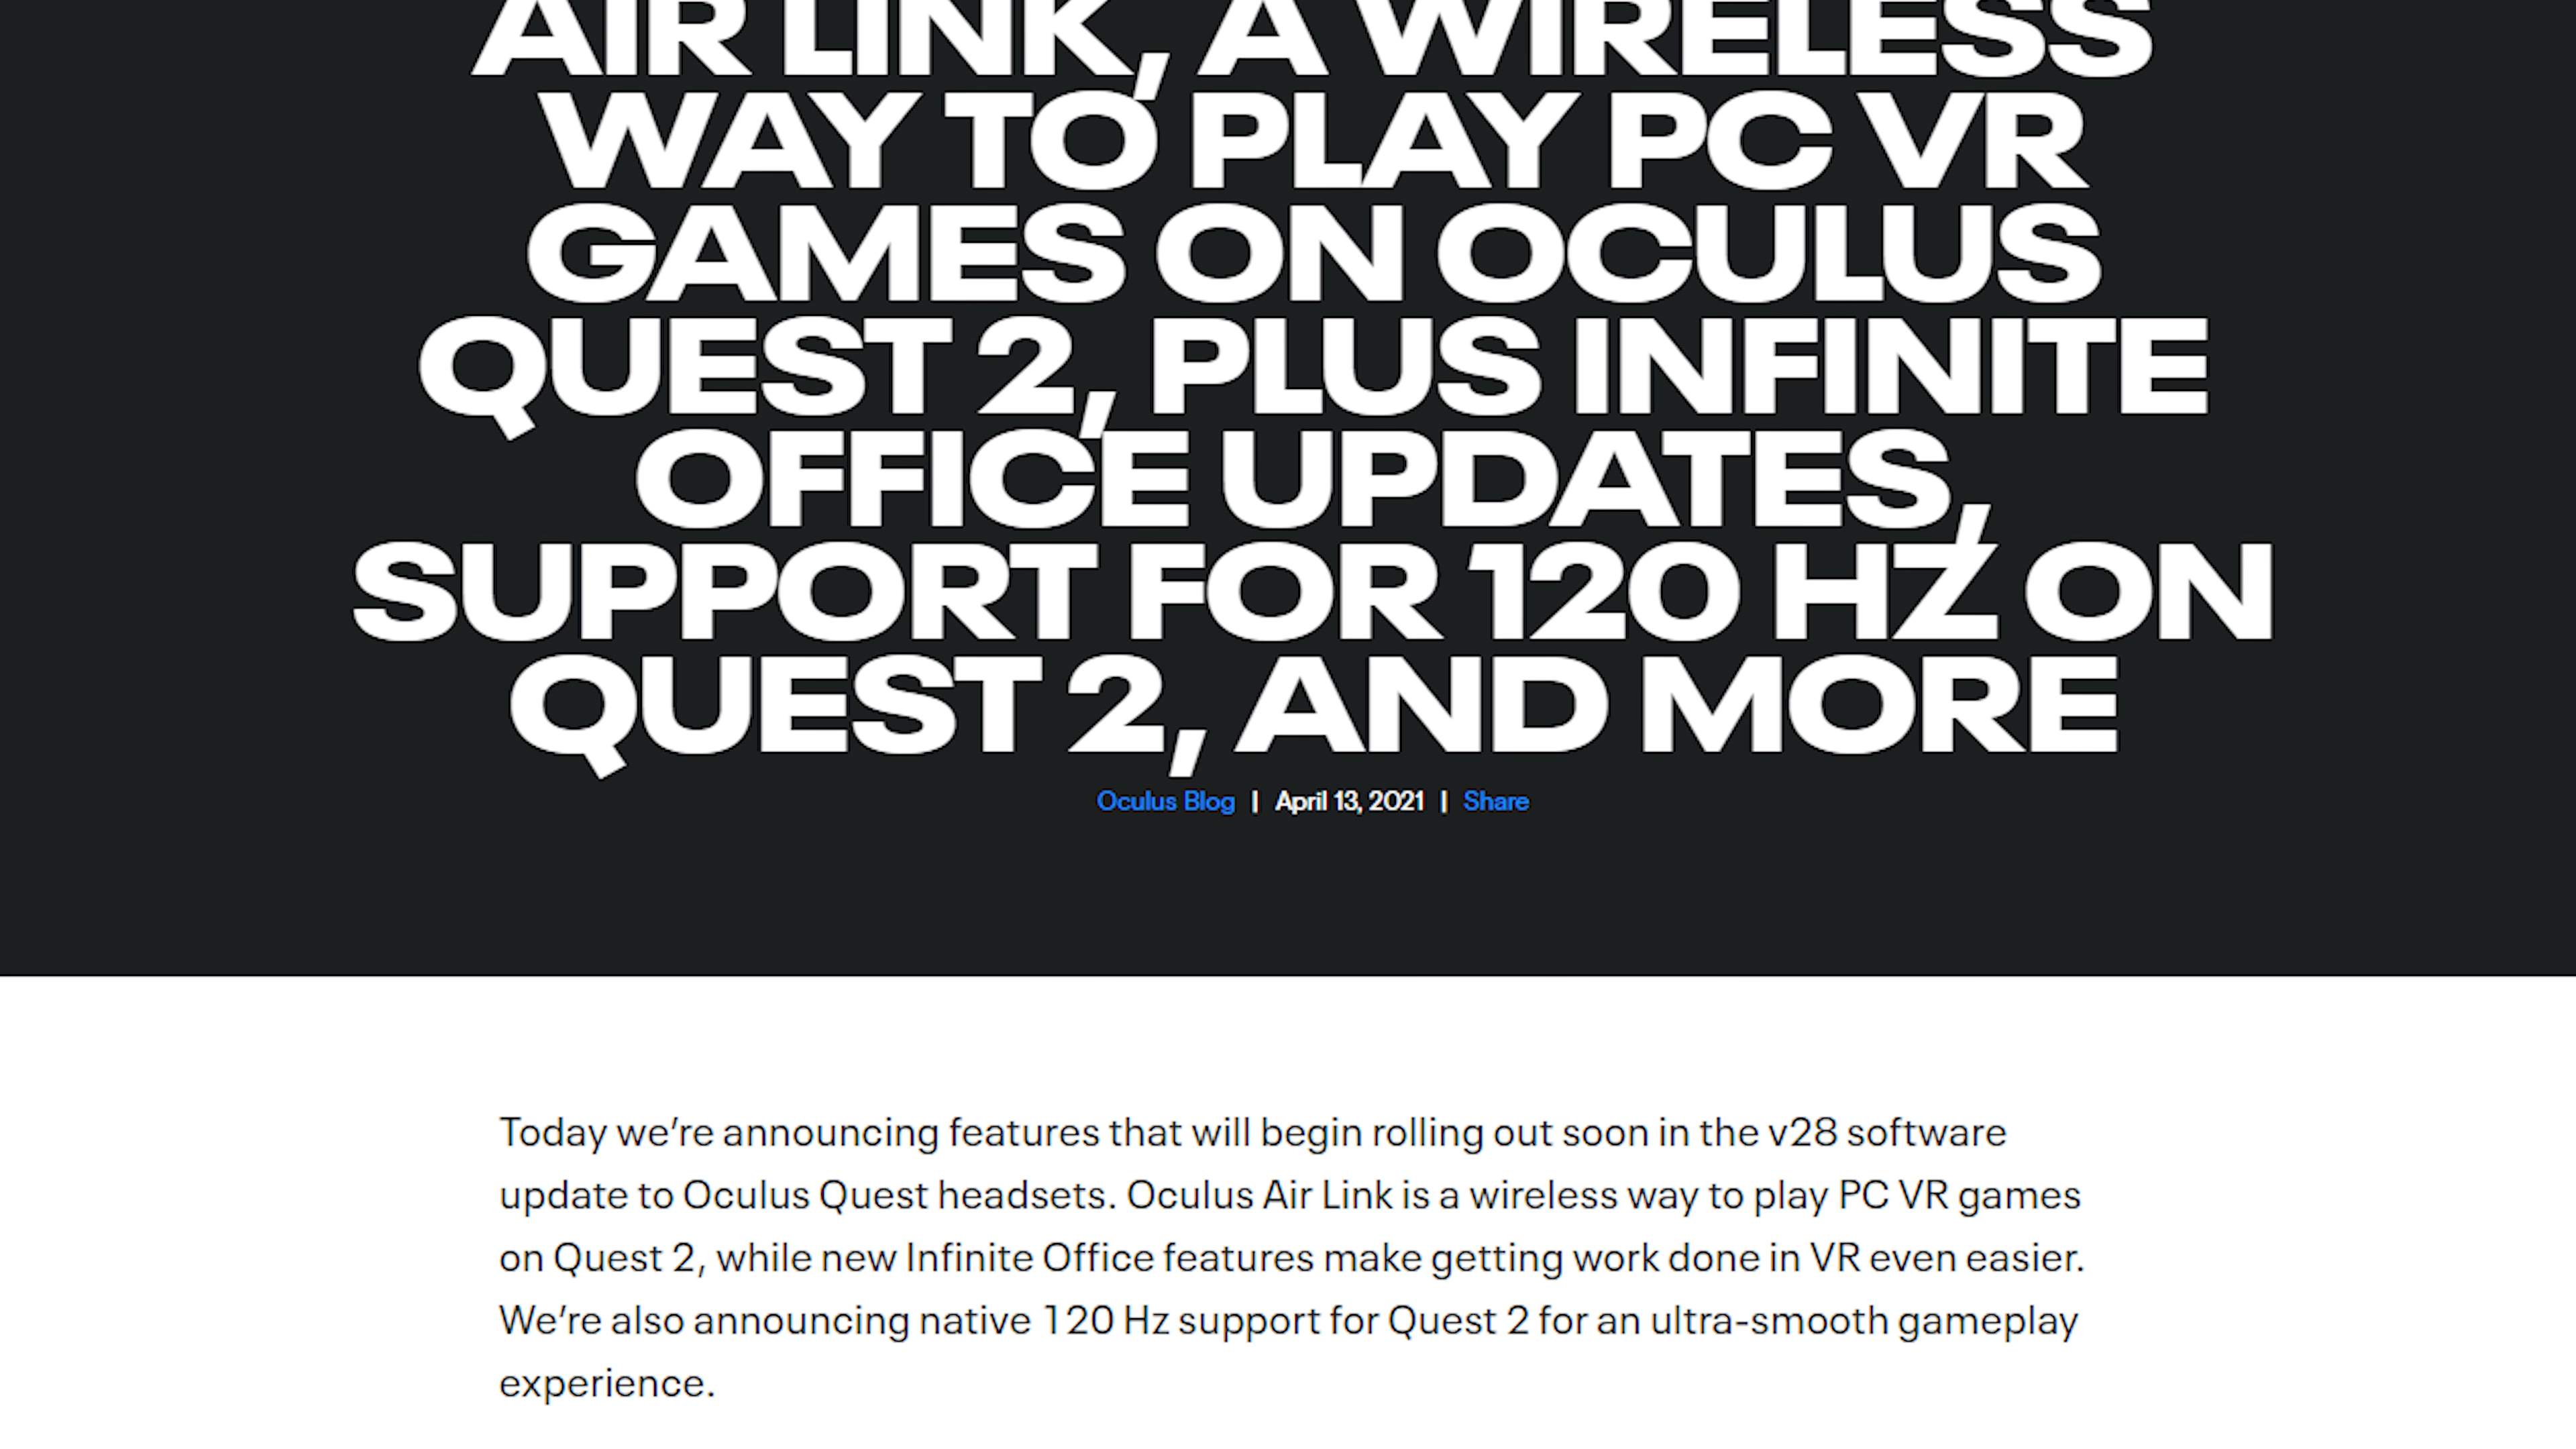 AIR LINK, A WIRELESS
WAY TO PLAY PC VR
GAMES ON OCULUS
QUEST 2, PLUS INFINITE
OFFICE UPDATES,
SUPPORT FOR 120 HZ ON
QUEST 2, AND MORE
Oculus Blog | April 13, 2021 | Share
Today we’re announcing features that will begin rolling out soon in the v28 software
update to Oculus Quest headsets. Oculus Air Link is a wireless way to play PC VR games
on Quest 2, while new Infinite Office features make getting work done in VR even easier.
We’re also announcing native 120 Hz support for Quest 2 for an ultra-smooth gameplay
experience.